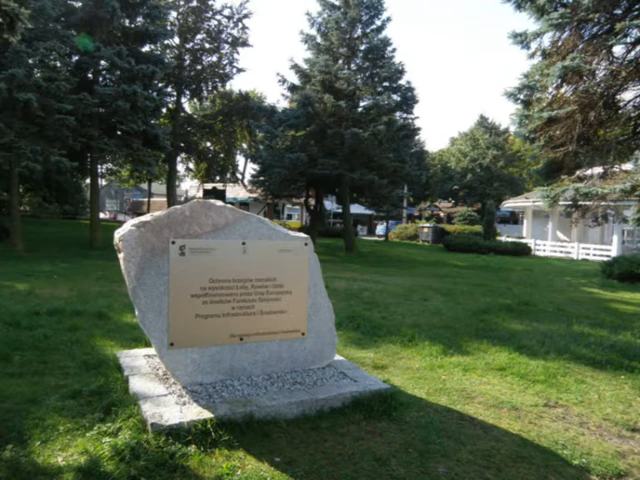 Ochrona brzegów morskich
na wysokości Łeby, Rowów i Ustki
współfinansowana przez Unię Europejską
ze środków Funduszu Spójności
w ramach
Programu Infrastruktura i Środowisko